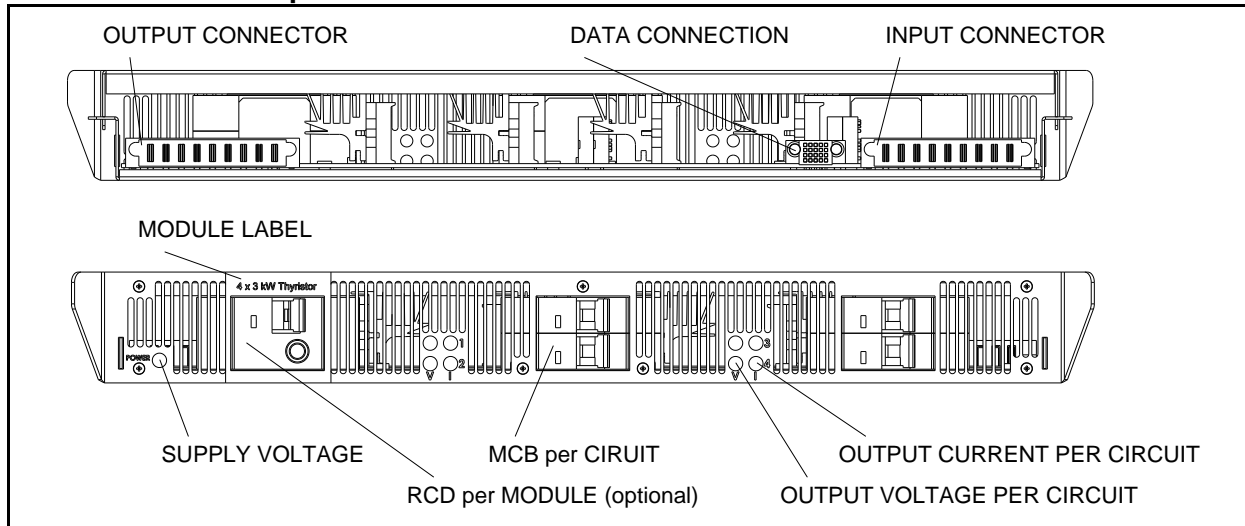 OUTPUT CONNECTOR DATA CONNECTION INPUT CONNECTOR
MODULE LABEL
4 x 3 kW Thyristor
1 3
POWER 2 4
V I V I
SUPPLY VOLTAGE MCB per CIRUIT OUTPUT CURRENT PER CIRCUIT
RCD per MODULE (optional) OUTPUT VOLTAGE PER CIRCUIT